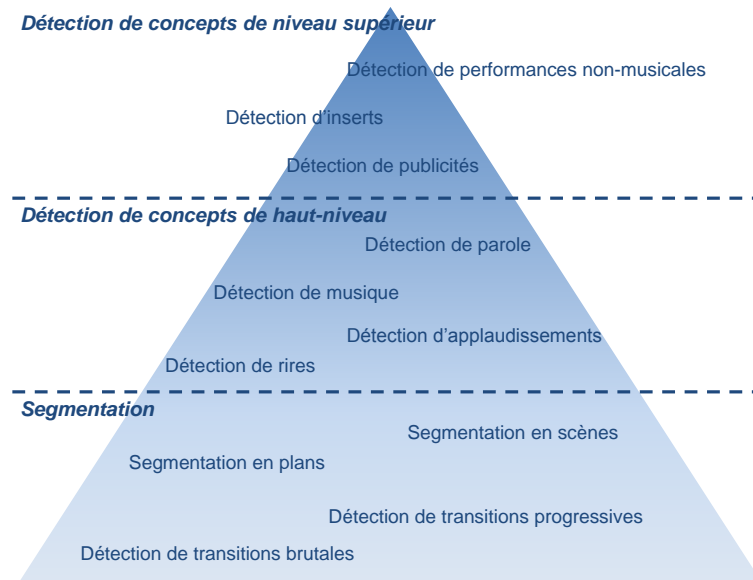 Détection de concepts de niveau supérieur
Détection de performances non-musicales
Détection d'inserts
Détection de publicités
Détection de concepts de haut-niveau
Détection de parole
Détection de musique
Détection d'applaudissements
Détection de rires
Segmentation
Segmentation en scènes
Segmentation en plans
Détection de transitions progressives
Détection de transitions brutales